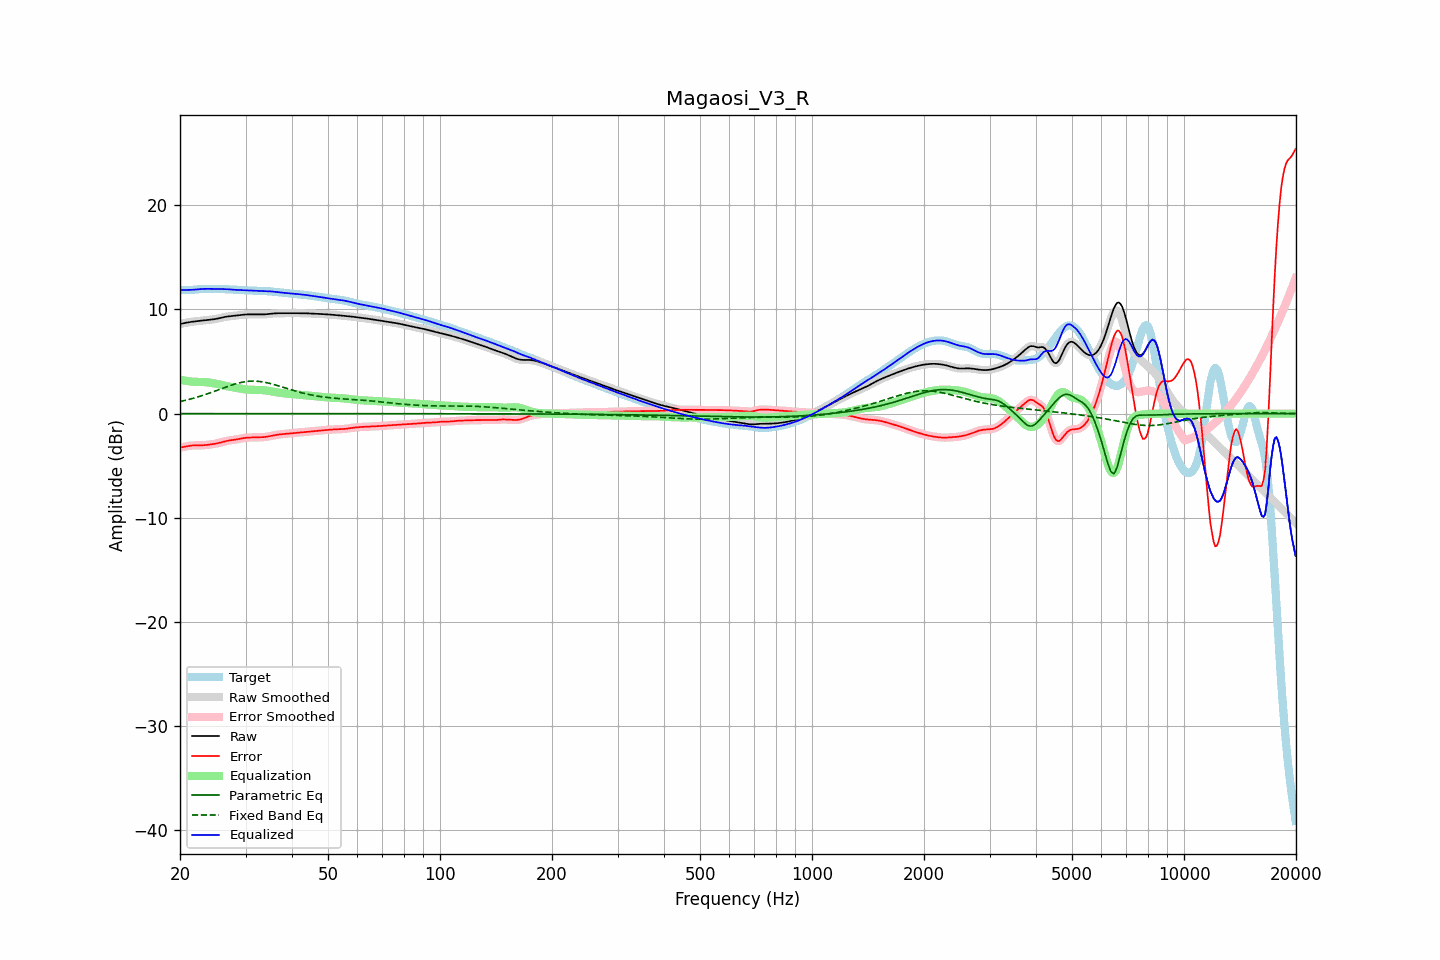 Magaosi_V3_R
Amplitude (dBr)
20
10
0
−10
−20
−30
−40
Target
Raw Smoothed
Error Smoothed
Raw
Error
Equalization
Parametric Eq
Fixed Band Eq
Equalized
20 50 100 200 500 1000 2000 5000 10000 20000
Frequency (Hz)